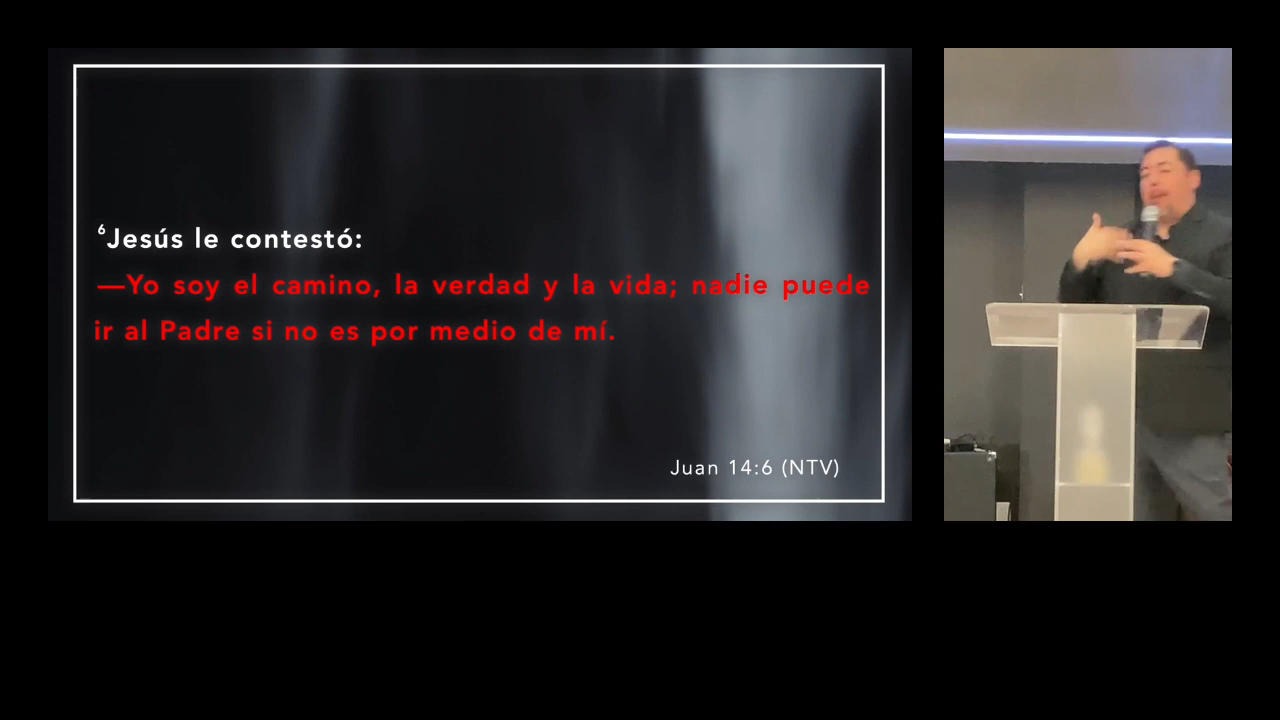 ⁶Jesús le contestó:
—Yo soy el camino, la verdad y la vida; nadie puede
ir al Padre si no es por medio de mí.
Juan 14:6 (NTV)